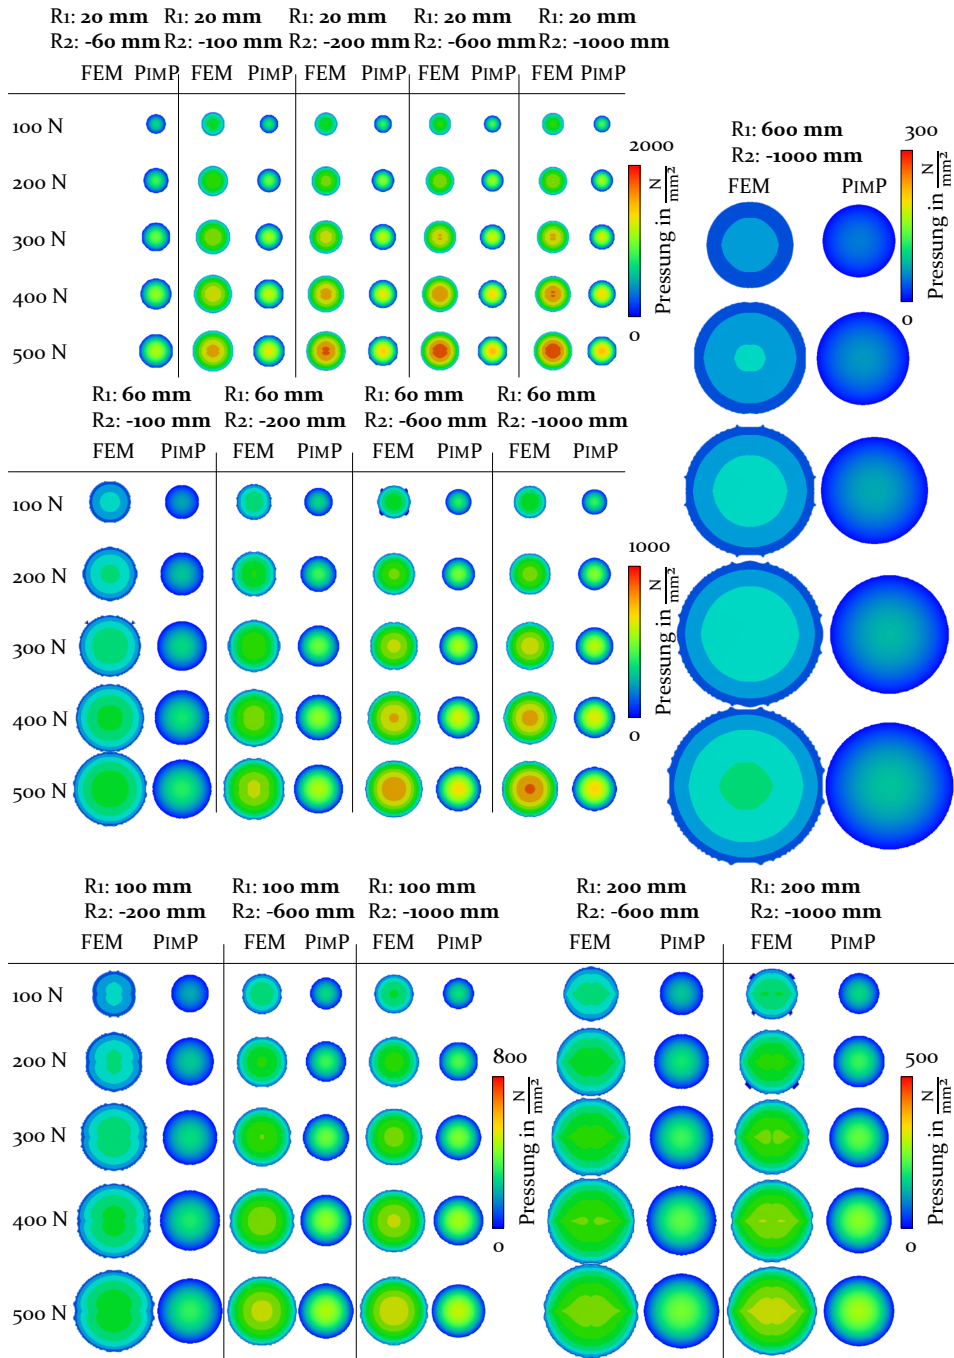 R1: 20 mm R1: 20 mm R1: 20 mm R1: 20 mm R1: 20 mm
R2: -60 mm R2: -100 mm R2: -200 mm R2: -600 mm R2: -1000 mm
FEM PIMP FEM PIMP FEM PIMP FEM PIMP FEM PIMP
100 N
200 N
300 N
400 N
500 N
2000
Pressung in N/mm²
0
R1: 600 mm
R2: -1000 mm
FEM PIMP
300
Pressung in N/mm²
0
R1: 60 mm R1: 60 mm R1: 60 mm R1: 60 mm
R2: -100 mm R2: -200 mm R2: -600 mm R2: -1000 mm
FEM PIMP FEM PIMP FEM PIMP FEM PIMP
100 N
200 N
300 N
400 N
500 N
1000
Pressung in N/mm²
0
R1: 100 mm R1: 100 mm R1: 100 mm
R2: -200 mm R2: -600 mm R2: -1000 mm
FEM PIMP FEM PIMP FEM PIMP
100 N
200 N
300 N
400 N
500 N
800
Pressung in N/mm²
0
R1: 200 mm R1: 200 mm
R2: -600 mm R2: -1000 mm
FEM PIMP FEM PIMP
500
Pressung in N/mm²
0